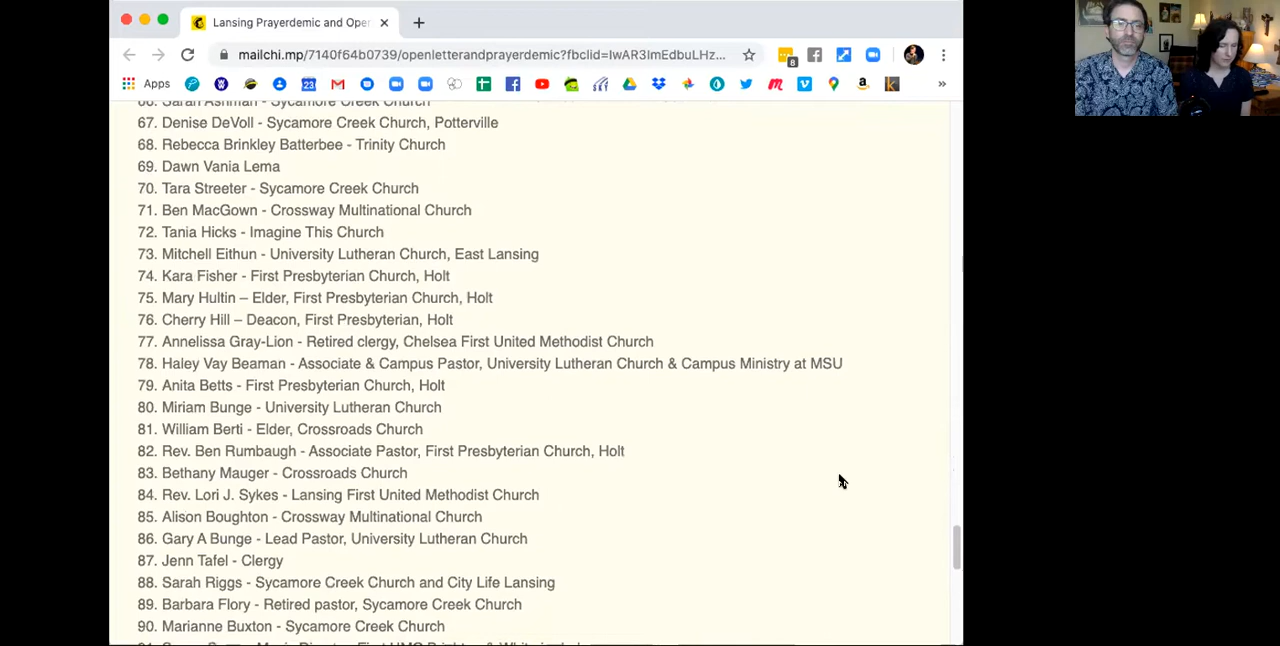 Lansing Prayerdemic and Oper
mailchi.mp/7140f64b0739/openletterandprayerdemic?fbclid=IwAR3ImEdbuLHz...
8
Apps
23
66. Sarah Ashman - Sycamore Creek Church
67. Denise DeVoll - Sycamore Creek Church, Potterville
68. Rebecca Brinkley Batterbee - Trinity Church
69. Dawn Vania Lema
70. Tara Streeter - Sycamore Creek Church
71. Ben MacGown - Crossway Multinational Church
72. Tania Hicks - Imagine This Church
73. Mitchell Eithun - University Lutheran Church, East Lansing
74. Kara Fisher - First Presbyterian Church, Holt
75. Mary Hultin – Elder, First Presbyterian Church, Holt
76. Cherry Hill – Deacon, First Presbyterian, Holt
77. Annelissa Gray-Lion - Retired clergy, Chelsea First United Methodist Church
78. Haley Vay Beaman - Associate & Campus Pastor, University Lutheran Church & Campus Ministry at MSU
79. Anita Betts - First Presbyterian Church, Holt
80. Miriam Bunge - University Lutheran Church
81. William Berti - Elder, Crossroads Church
82. Rev. Ben Rumbaugh - Associate Pastor, First Presbyterian Church, Holt
83. Bethany Mauger - Crossroads Church
84. Rev. Lori J. Sykes - Lansing First United Methodist Church
85. Alison Boughton - Crossway Multinational Church
86. Gary A Bunge - Lead Pastor, University Lutheran Church
87. Jenn Tafel - Clergy
88. Sarah Riggs - Sycamore Creek Church and City Life Lansing
89. Barbara Flory - Retired pastor, Sycamore Creek Church
90. Marianne Buxton - Sycamore Creek Church